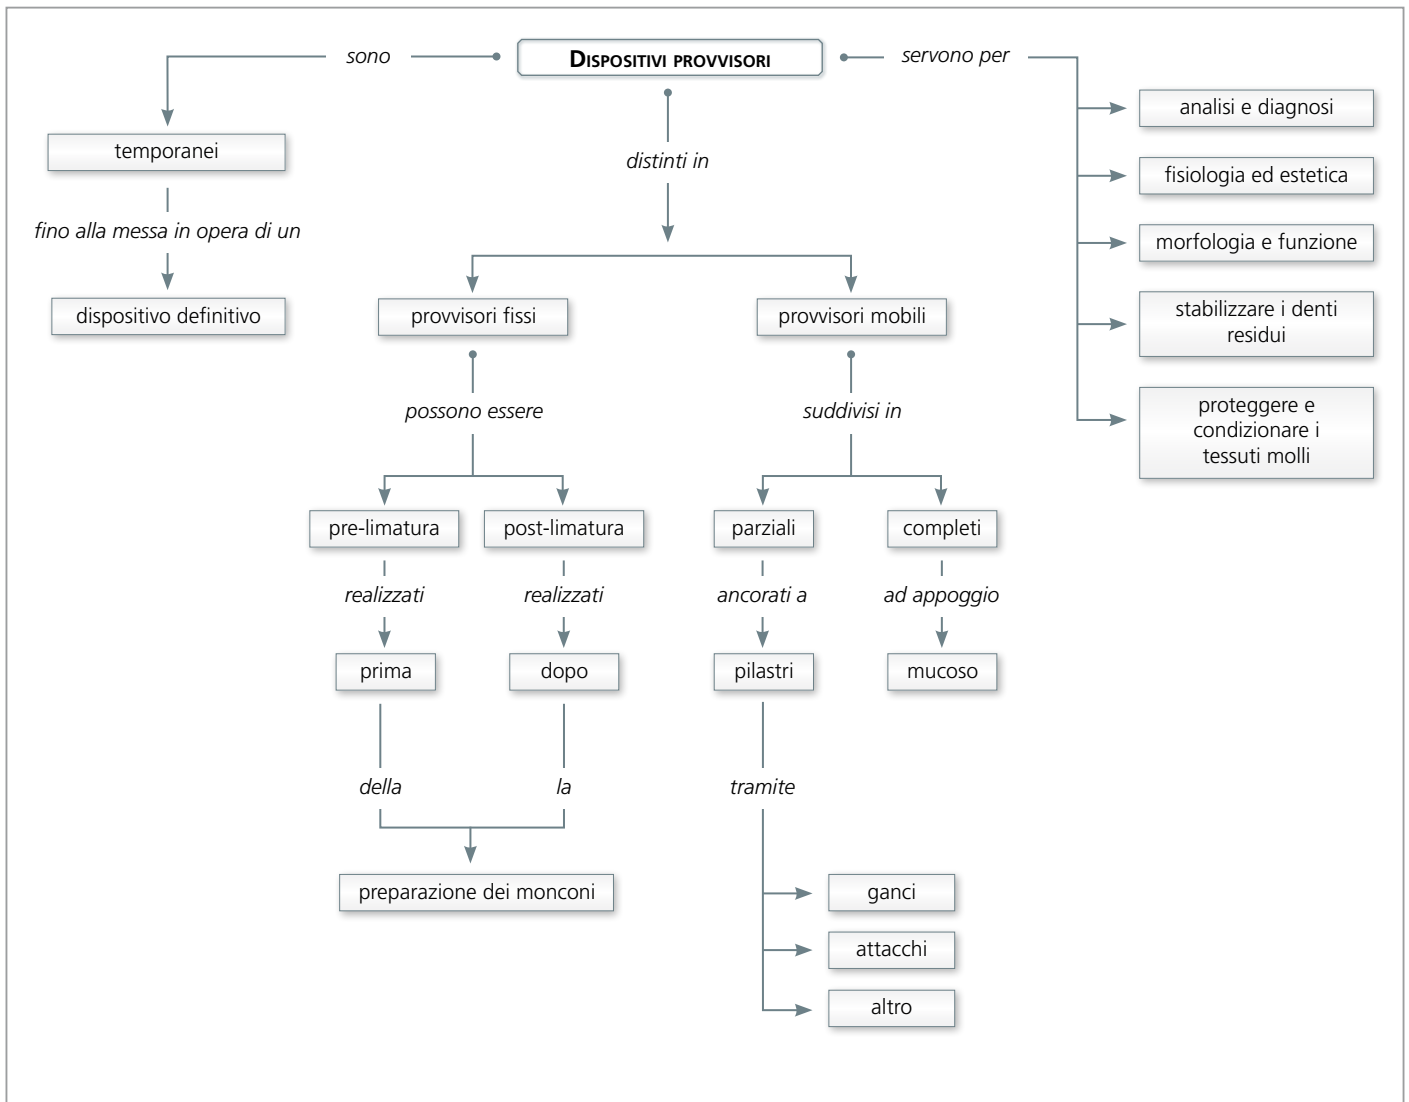 sono
DISPOSITIVI PROVVISORI
servono per
temporanei
fino alla messa in opera di un
dispositivo definitivo
distinti in
analisi e diagnosi
fisiologia ed estetica
morfologia e funzione
stabilizzare i denti
residui
proteggere e
condizionare i
tessuti molli
provvisori fissi
provvisori mobili
possono essere
suddivisi in
pre-limatura
post-limatura
parziali
completi
realizzati
realizzati
ancorati a
ad appoggio
prima
dopo
pilastri
mucoso
della
la
tramite
preparazione dei monconi
ganci
attacchi
altro